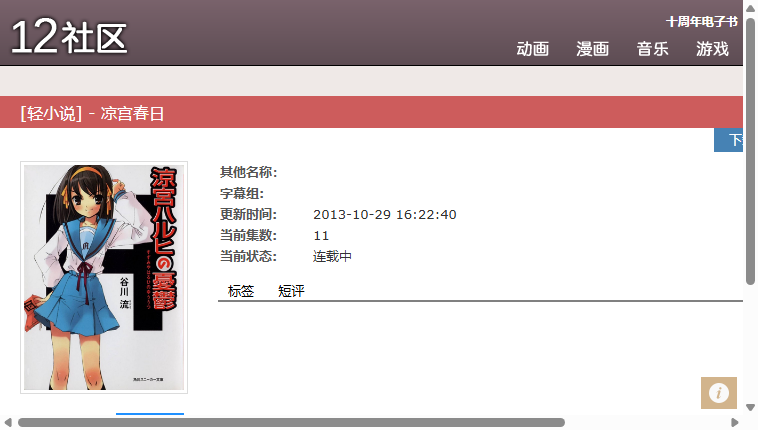 12社区
十周年电子书
动画 漫画 音乐 游戏
[轻小说] - 凉宫春日
下
涼宮ハルヒの憂鬱
谷川 流
角川スニーカー文庫
其他名称：
字幕组：
更新时间： 2013-10-29 16:22:40
当前集数： 11
当前状态： 连载中
标签 短评
i